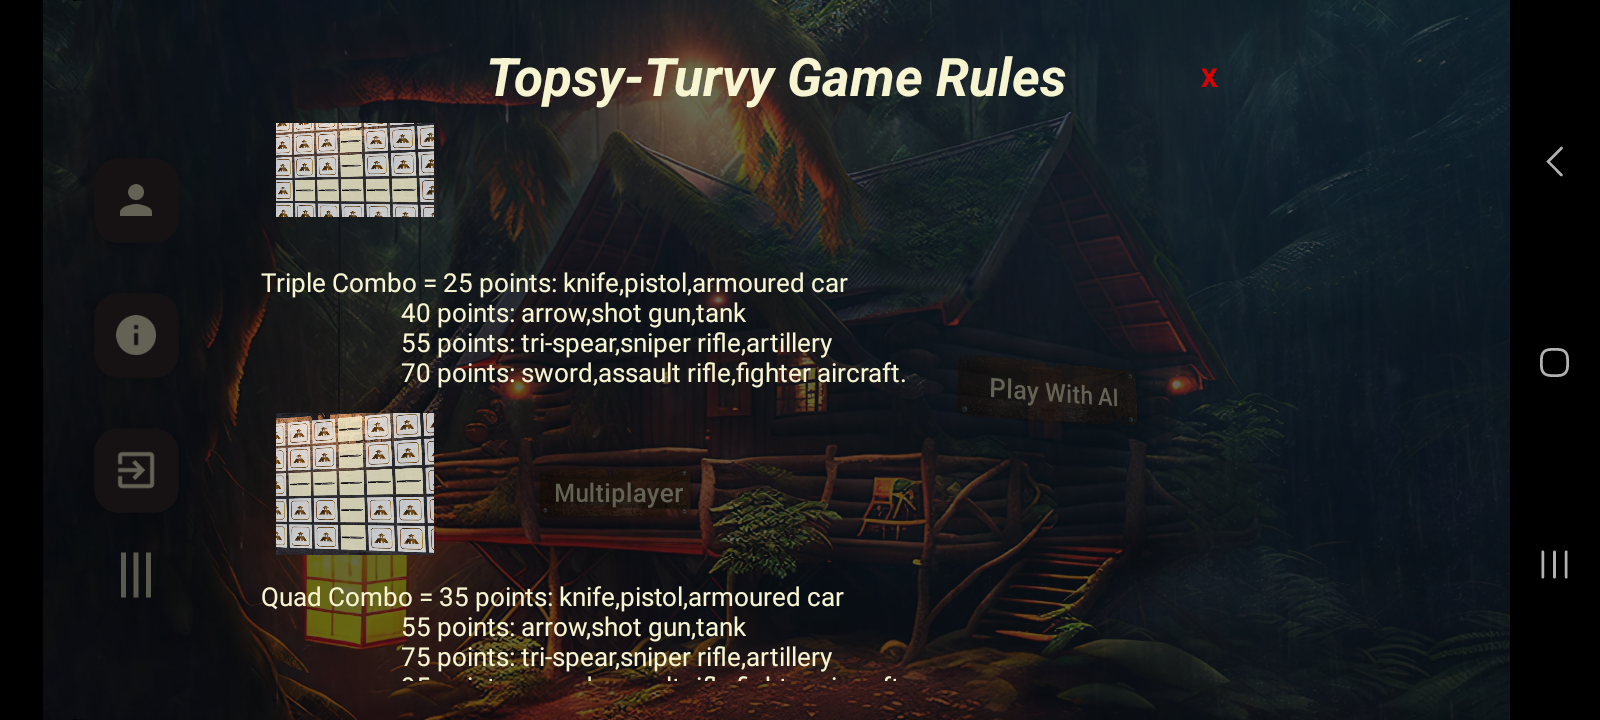 Topsy-Turvy Game Rules
X
Triple Combo = 25 points: knife,pistol,armoured car
40 points: arrow,shot gun,tank
55 points: tri-spear,sniper rifle,artillery
70 points: sword,assault rifle,fighter aircraft.
Play With AI
Multiplayer
Quad Combo = 35 points: knife,pistol,armoured car
55 points: arrow,shot gun,tank
75 points: tri-spear,sniper rifle,artillery